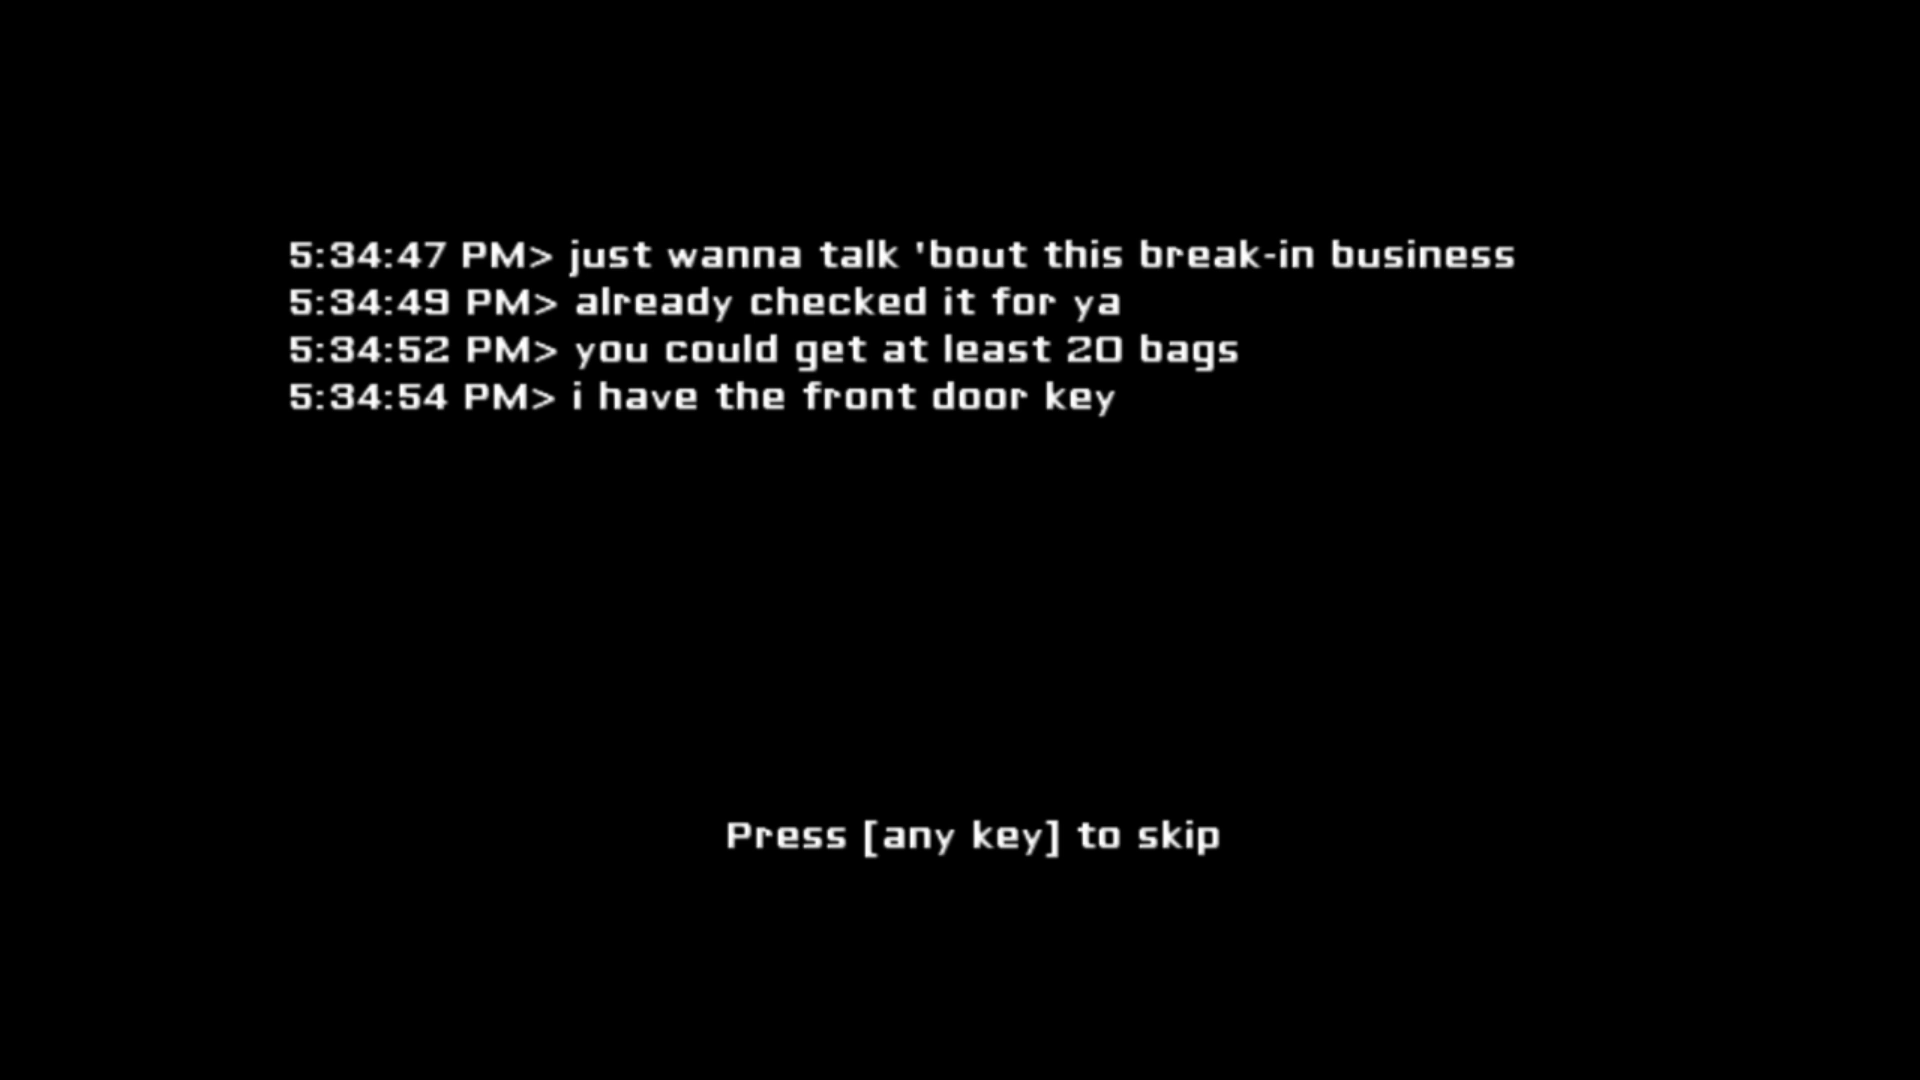 5:34:47 PM> just wanna talk 'bout this break-in business
5:34:49 PM> already checked it for ya
5:34:52 PM> you could get at least 20 bags
5:34:54 PM> i have the front door key
Press [any key] to skip